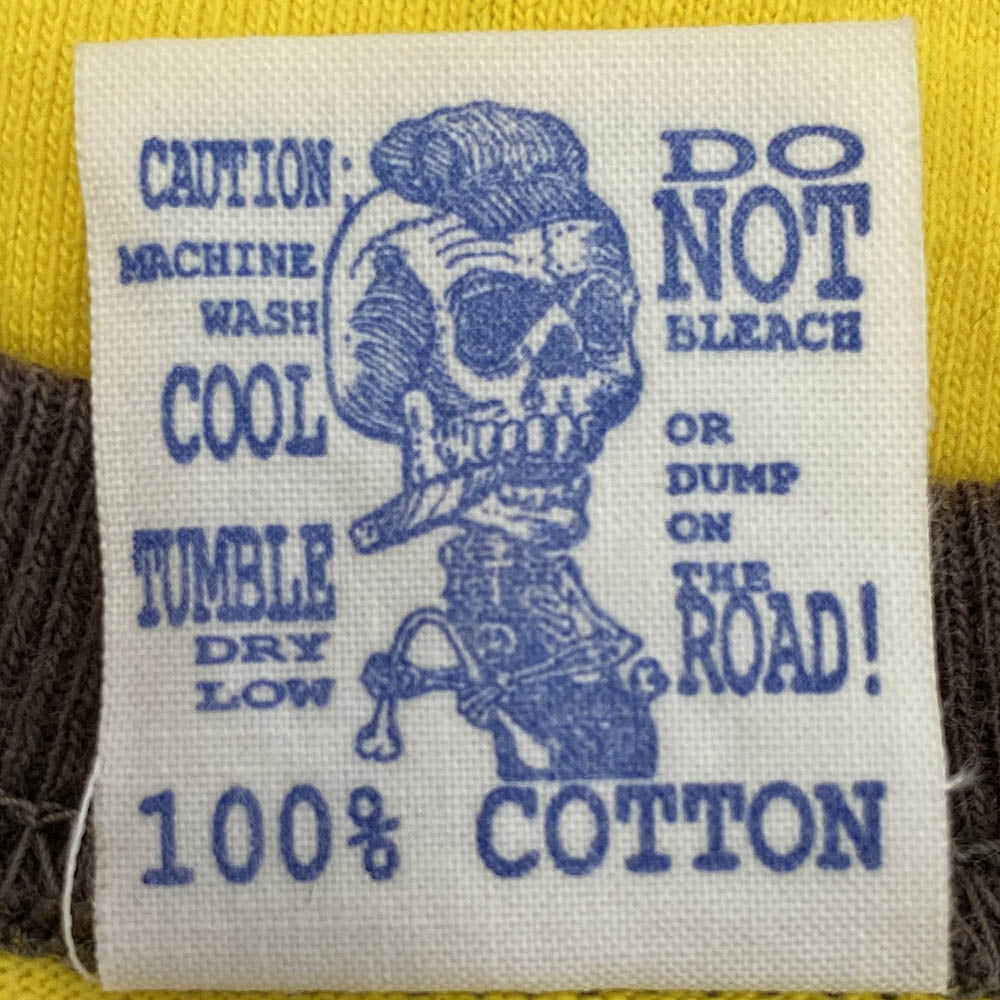 CAUTION:
MACHINE
WASH
COOL
TUMBLE
DRY
LOW
DO
NOT
BLEACH
OR
DUMP
ON
THE
ROAD!
100% COTTON